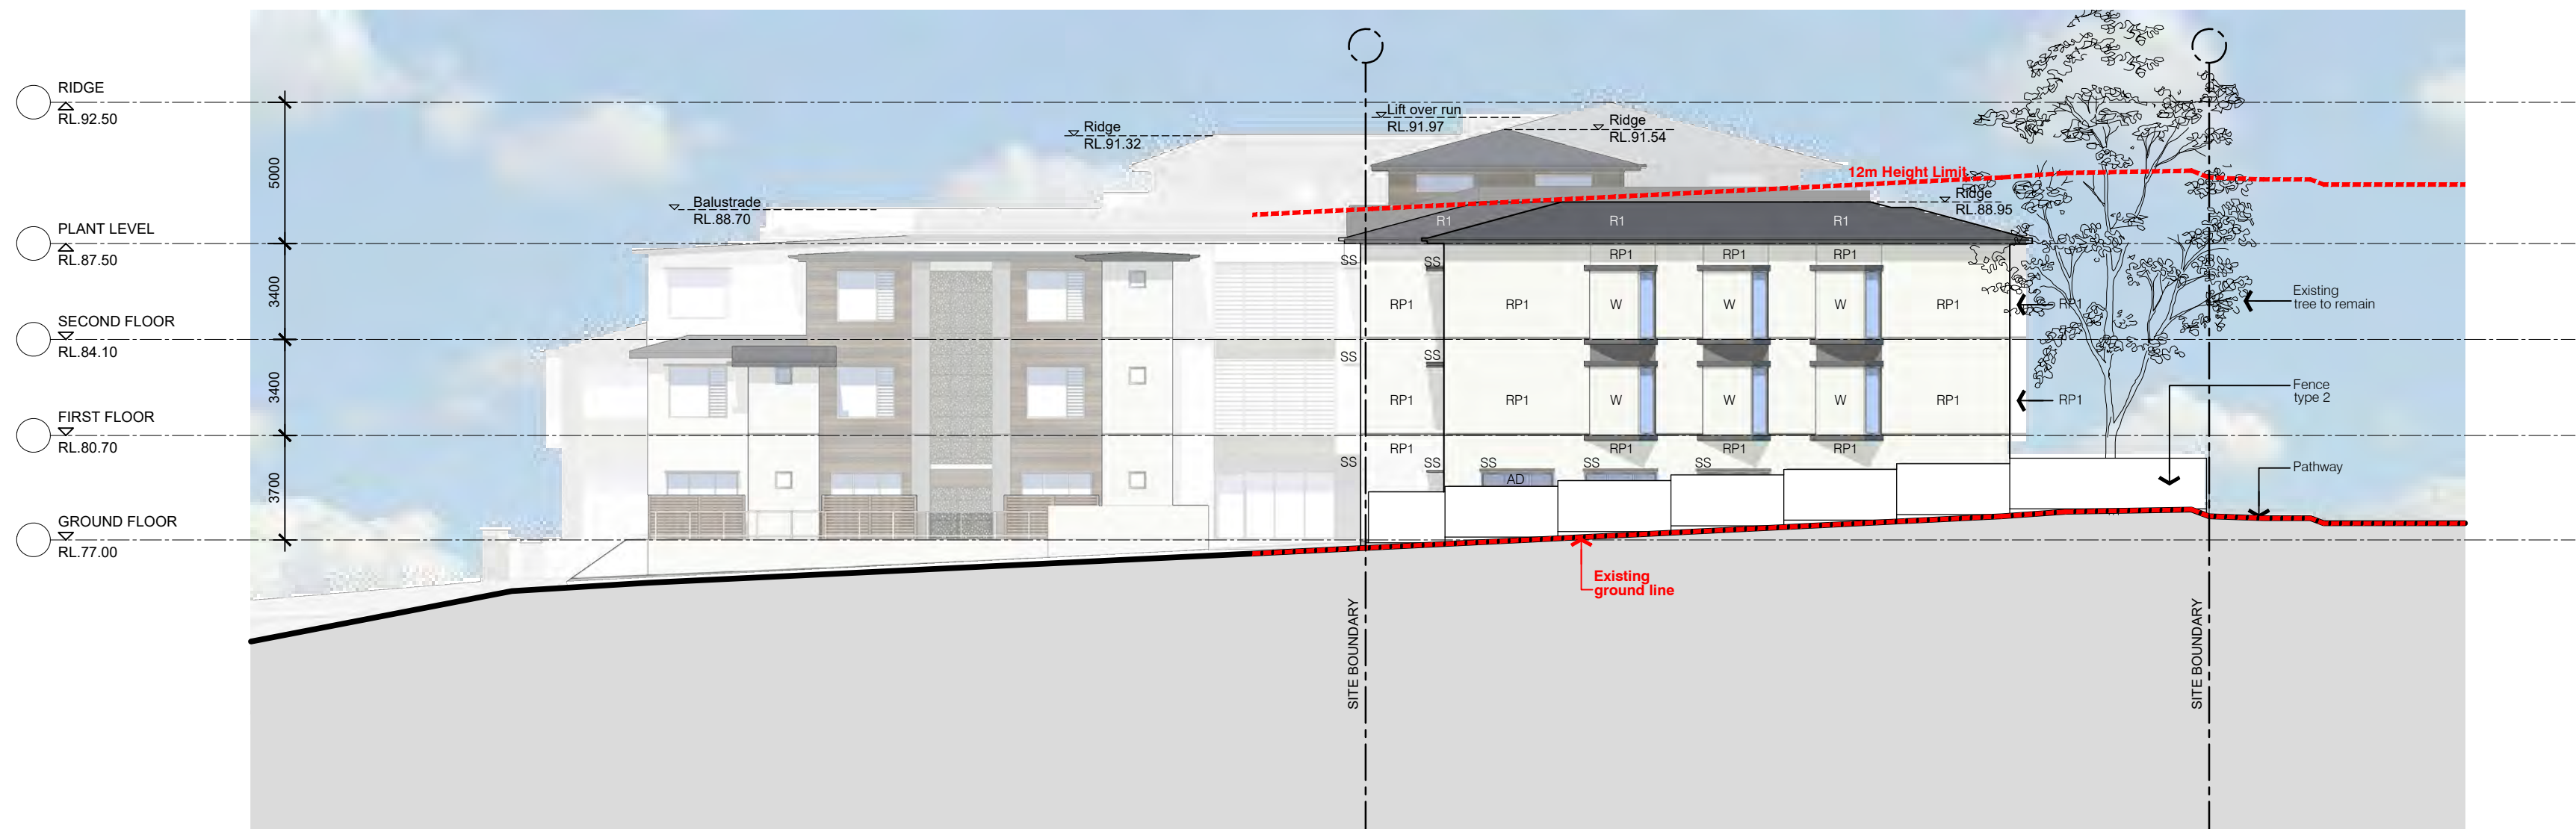 RIDGE
RL.92.50
5000
PLANT LEVEL
RL.87.50
3400
SECOND FLOOR
RL.84.10
3400
FIRST FLOOR
RL.80.70
3700
GROUND FLOOR
RL.77.00
Balustrade
RL.88.70
Ridge
RL.91.32
Lift over run
RL.91.97
Ridge
RL.91.54
12m Height Limit
Ridge
RL.88.95
R1 R1 R1
SS SS RP1 RP1 RP1
RP1 RP1 W W W RP1 RP1
SS SS
RP1 RP1 W W W RP1 RP1
RP1 RP1 RP1 RP1
SS SS SS SS SS
AD
Existing
tree to remain
Fence
type 2
Pathway
Existing
ground line
SITE BOUNDARY
SITE BOUNDARY